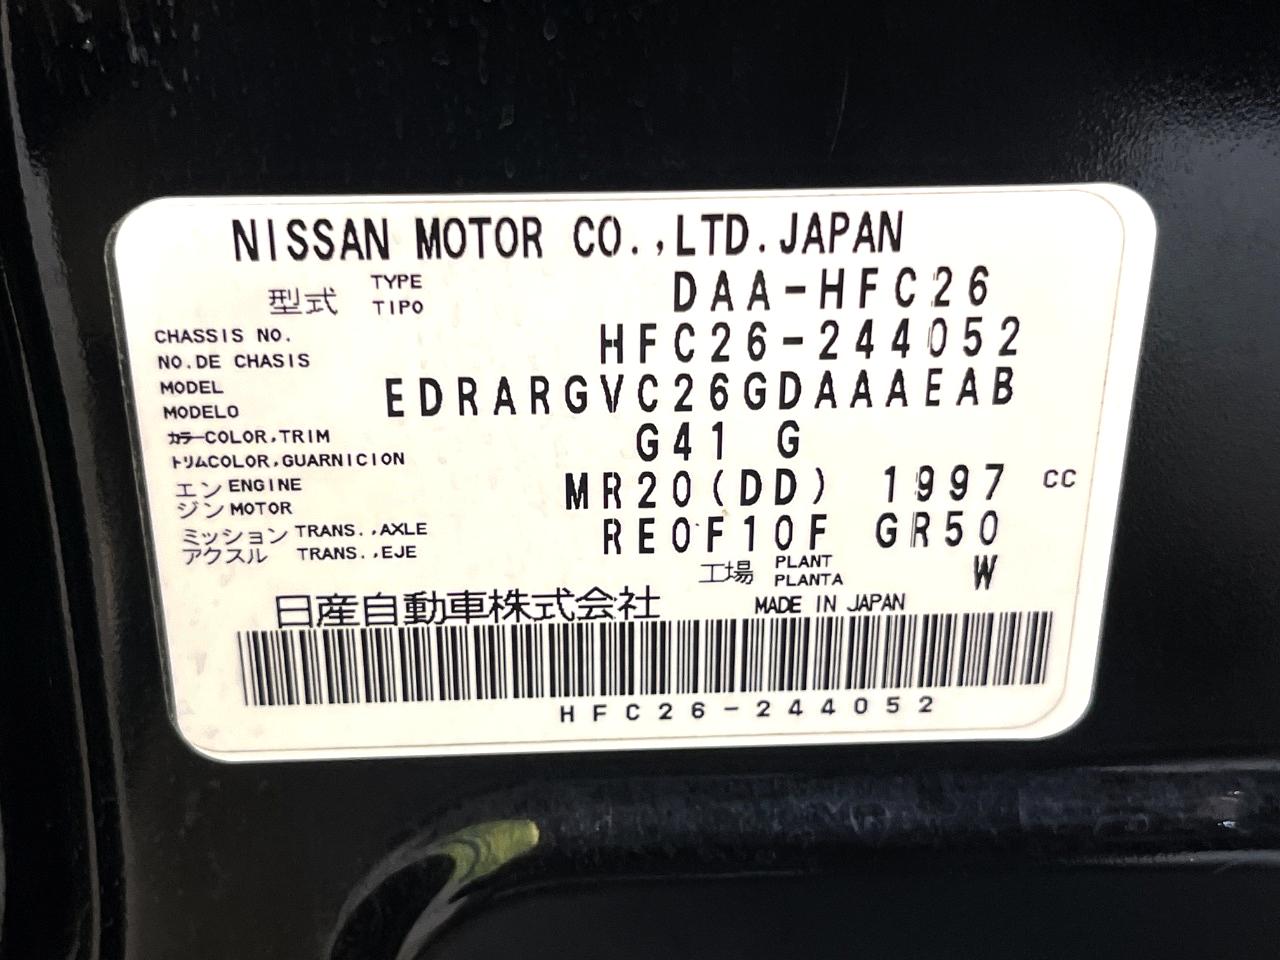 NISSAN MOTOR CO.,LTD.JAPAN
型式 TYPE TIPO DAA-HFC26
CHASSIS NO. NO.DE CHASIS HFC26-244052
MODEL MODELO EDRARGVC26GDAAAEAB
カラー COLOR,TRIM G41 G
トリム COLOR,GUARNICION
エンジン ENGINE MOTOR MR20(DD) 1997 CC
ミッション TRANS.,AXLE RE0F10F GR50
アクスル TRANS.,EJE
工場 PLANT PLANTA W
日産自動車株式会社 MADE IN JAPAN
HFC26-244052